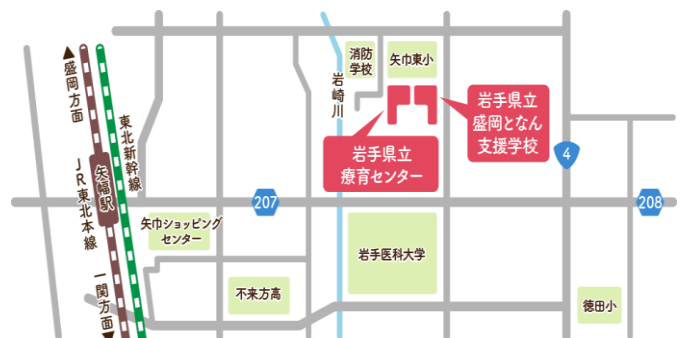 ▲盛岡方面
東北新幹線
矢幅駅
JR東北本線
一関方面▼
岩崎川
消防
学校
矢巾東小
岩手県立
盛岡となん
支援学校
岩手県立
療育センター
4
207
208
矢巾ショッピング
センター
岩手医科大学
不来方高
徳田小